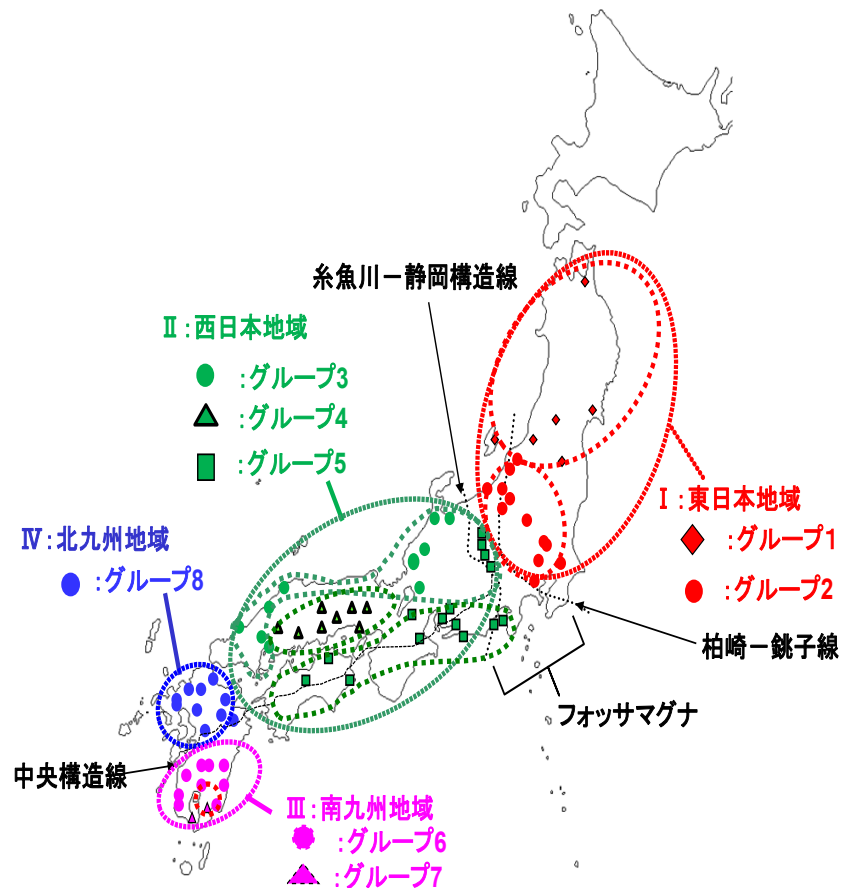 糸魚川－静岡構造線
Ⅱ：西日本地域
：グループ3
：グループ4
：グループ5
Ⅰ：東日本地域
：グループ1
：グループ2
Ⅳ：北九州地域
：グループ8
柏崎－銚子線
フォッサマグナ
中央構造線
Ⅲ：南九州地域
：グループ6
：グループ7